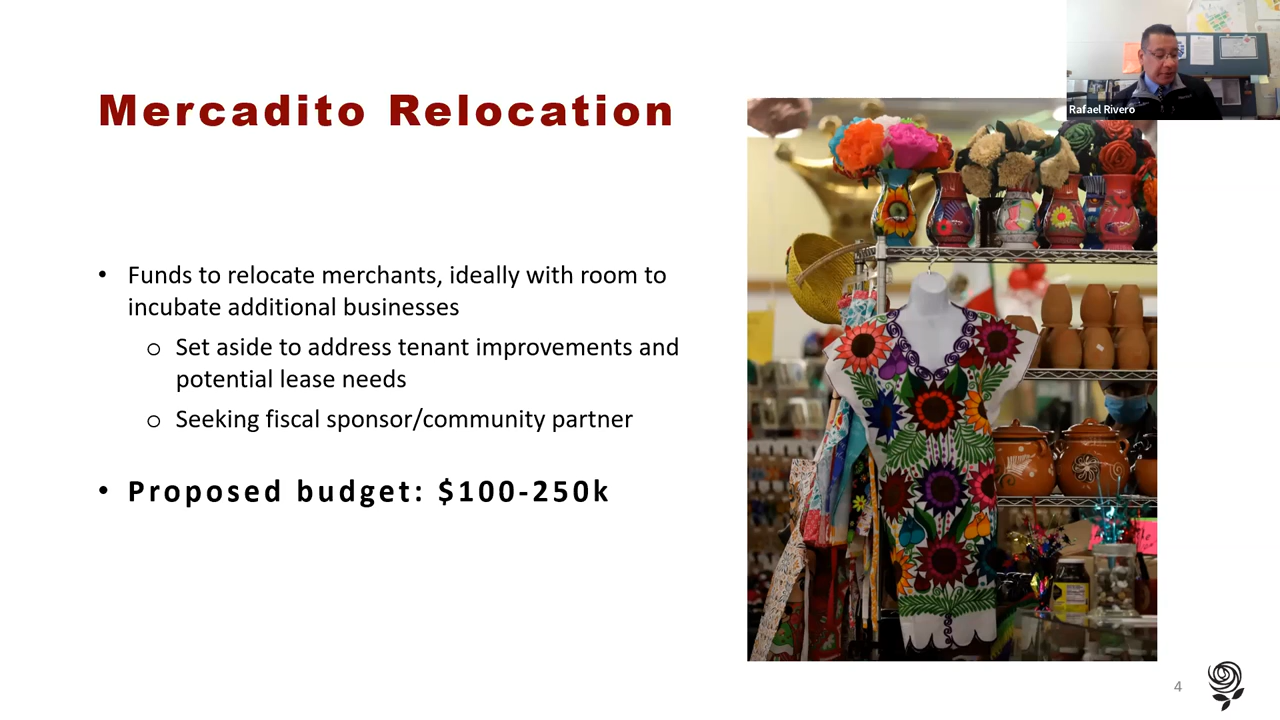 Rafael Rivero
Mercadito Relocation
• Funds to relocate merchants, ideally with room to
incubate additional businesses
o Set aside to address tenant improvements and
potential lease needs
o Seeking fiscal sponsor/community partner
• Proposed budget: $100-250k
4